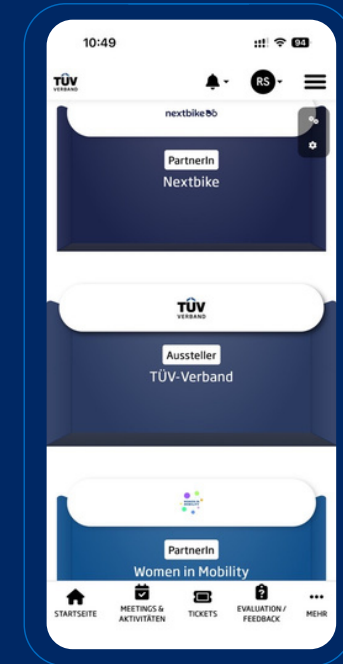 10:49
94
TÜV
VERBAND
RS
nextbike
PartnerIn
Nextbike
TÜV
VERBAND
Aussteller
TÜV-Verband
PartnerIn
Women in Mobility
STARTSEITE
MEETINGS &
AKTIVITÄTEN
TICKETS
EVALUATION /
FEEDBACK
MEHR